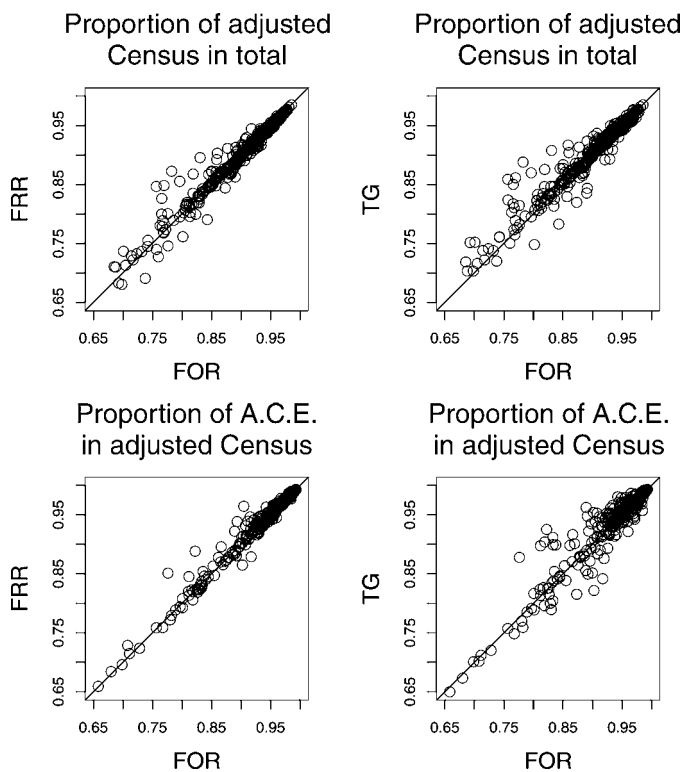 Proportion of adjusted
Census in total
FRR
0.65 0.75 0.85 0.95
0.65 0.75 0.85 0.95
FOR
Proportion of adjusted
Census in total
TG
0.65 0.75 0.85 0.95
0.65 0.75 0.85 0.95
FOR
Proportion of A.C.E.
in adjusted Census
FRR
0.65 0.75 0.85 0.95
0.65 0.75 0.85 0.95
FOR
Proportion of A.C.E.
in adjusted Census
TG
0.65 0.75 0.85 0.95
0.65 0.75 0.85 0.95
FOR